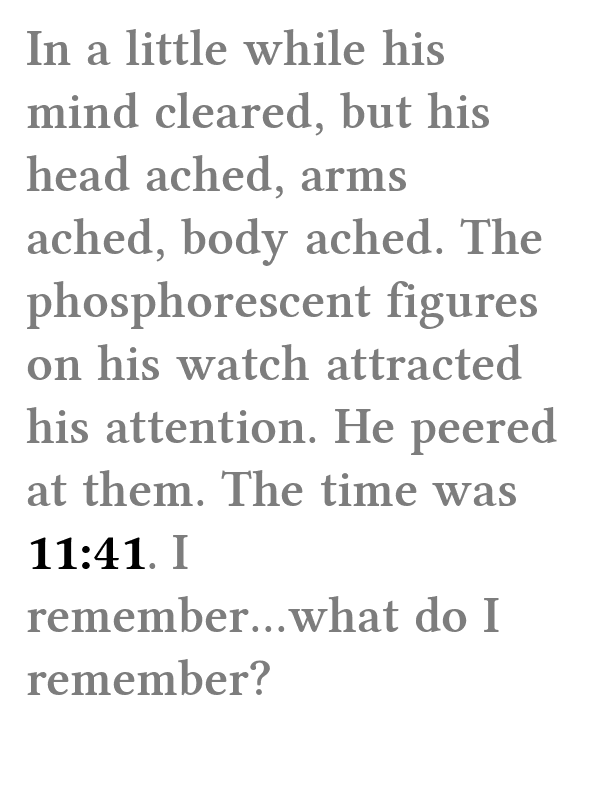 In a little while his
mind cleared, but his
head ached, arms
ached, body ached. The
phosphorescent figures
on his watch attracted
his attention. He peered
at them. The time was
11:41. I
remember...what do I
remember?